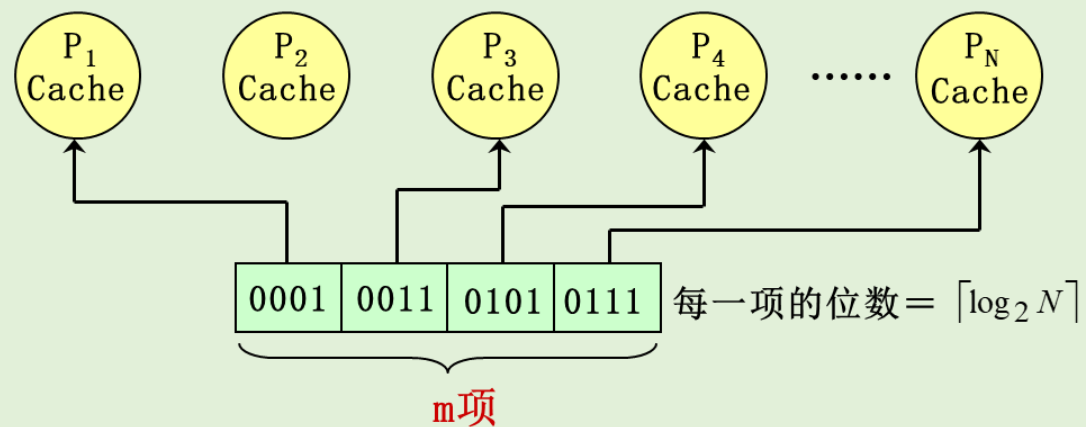 P₁ Cache
P₂ Cache
P₃ Cache
P₄ Cache
……
P_N Cache
0001 0011 0101 0111 每一项的位数＝ ⌈log₂ N⌉
m项